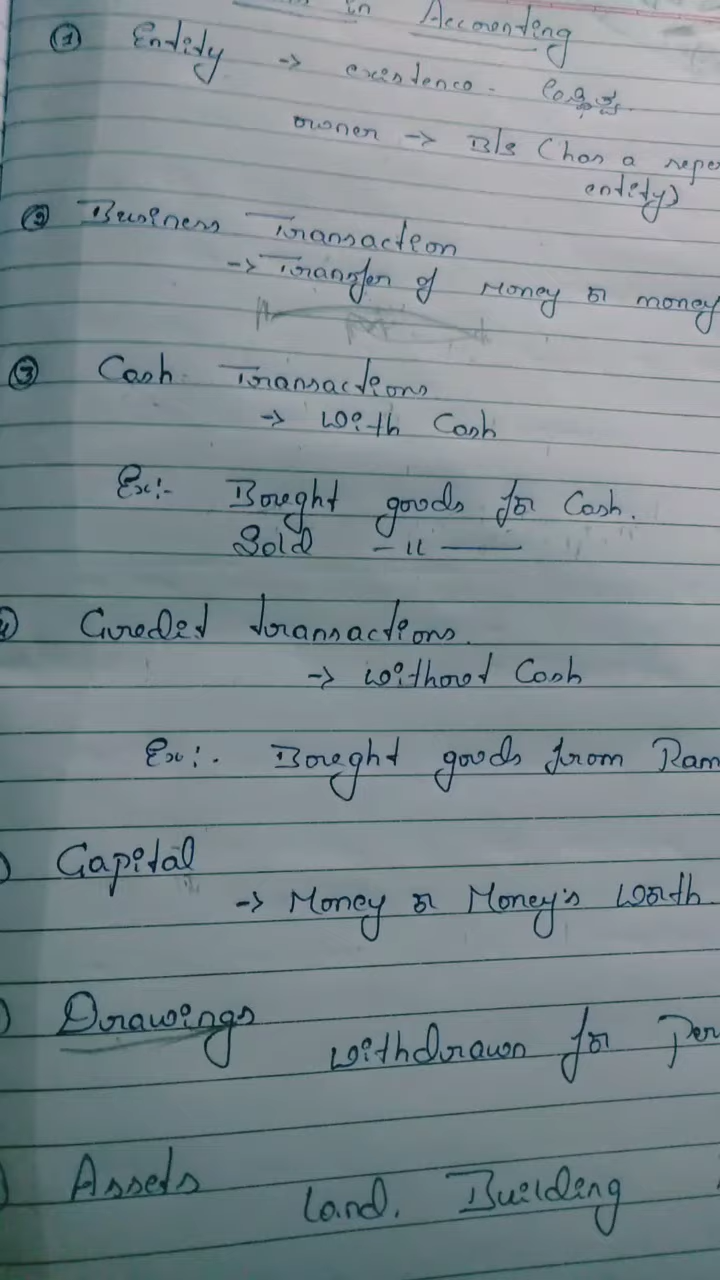 in Accounting
① Entity → existence.
owner → B/s (has a repe
entity)
② Business Transaction
→ Transfer of Money or money
③ Cash Transactions
→ With Cash
Ex:- Bought goods for Cash.
Sold -〃-
Credit transactions.
→ without Cash
Ex:. Bought goods from Ram
Capital
→ Money or Money's worth
Drawings
withdrawn for Per
Assets Land. Building